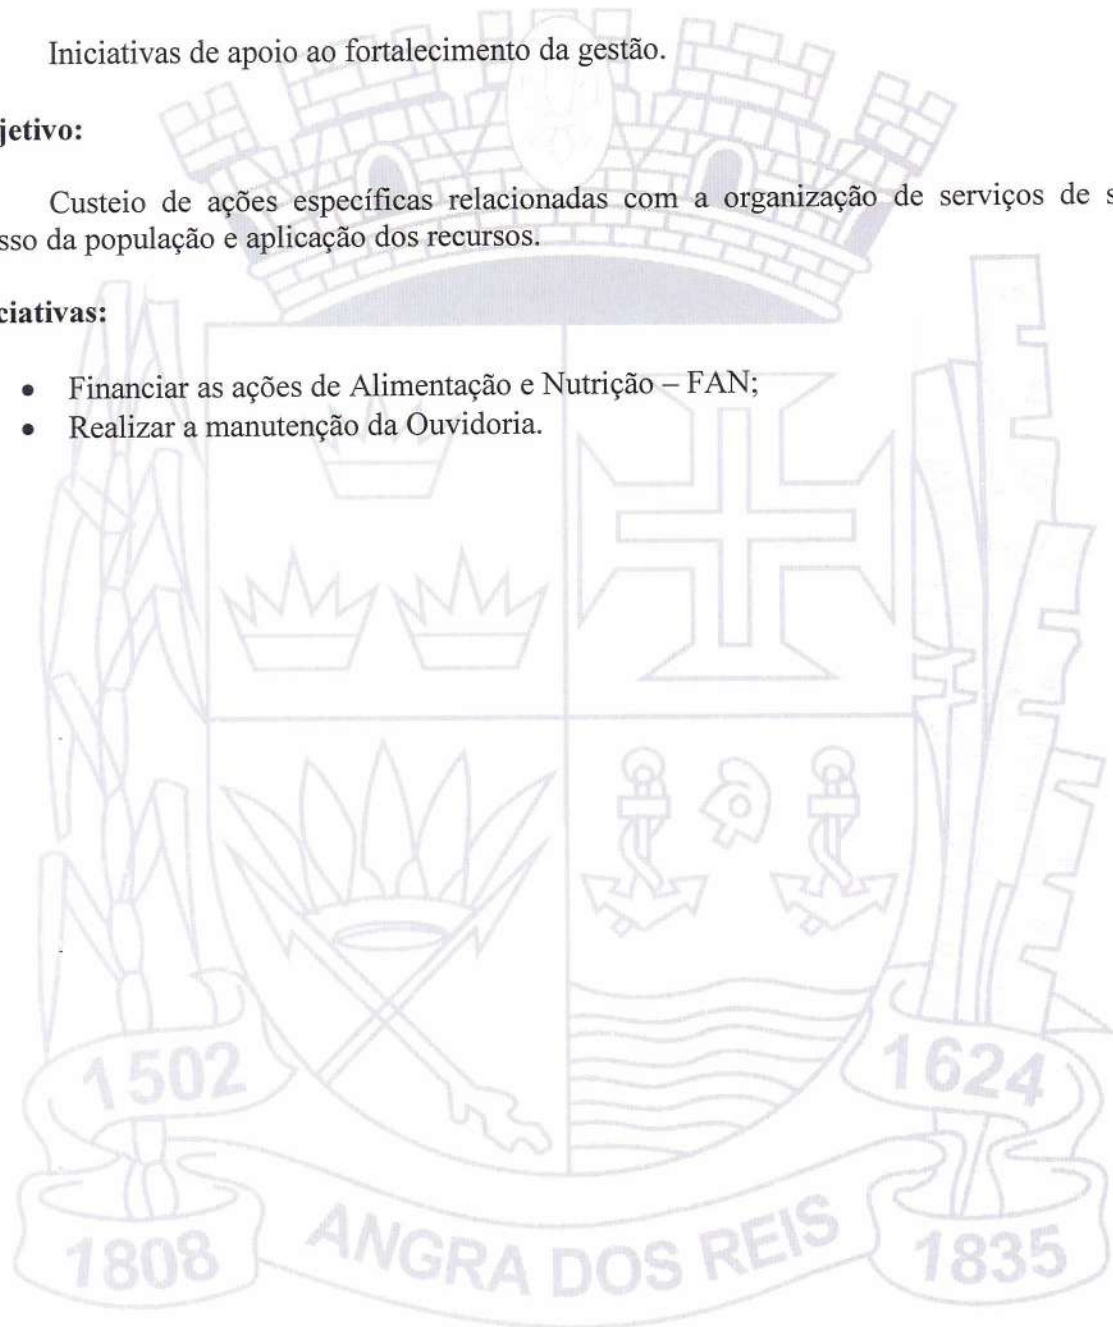 Iniciativas de apoio ao fortalecimento da gestão.
jetivo:
Custeio de ações específicas relacionadas com a organização de serviços de s
sso da população e aplicação dos recursos.
ciativas:
• Financiar as ações de Alimentação e Nutrição – FAN;
• Realizar a manutenção da Ouvidoria.
1502
1624
1808
ANGRA DOS REIS
1835